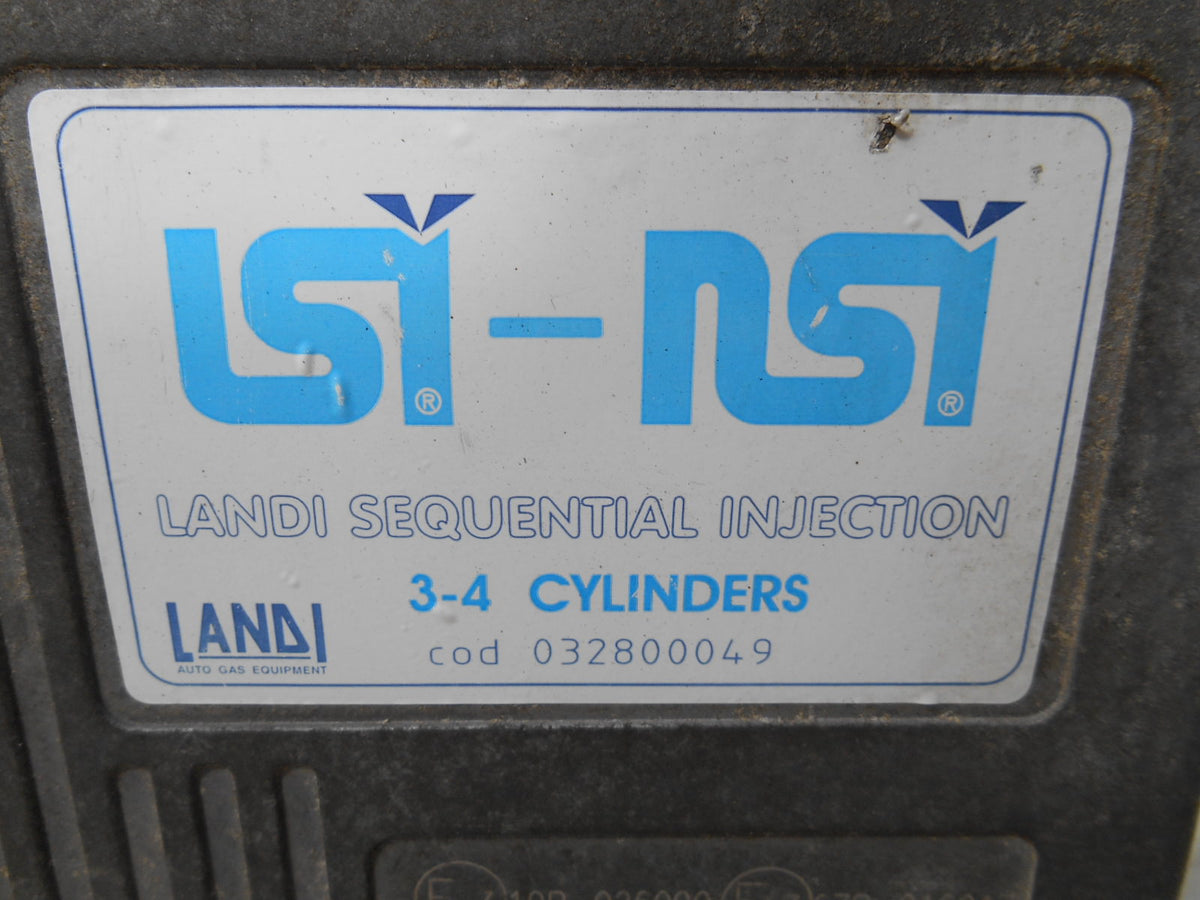 LSI - NSI
® ®
LANDI SEQUENTIAL INJECTION
3-4 CYLINDERS
cod 032800049
LANDI
AUTO GAS EQUIPMENT